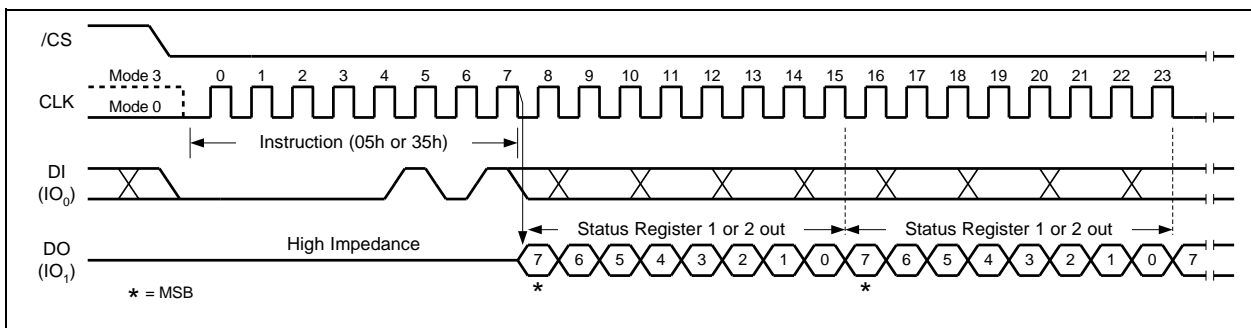 /CS
Mode 3 0 1 2 3 4 5 6 7 8 9 10 11 12 13 14 15 16 17 18 19 20 21 22 23
CLK Mode 0
Instruction (05h or 35h)
DI
(IO0)
Status Register 1 or 2 out Status Register 1 or 2 out
High Impedance
DO 7 6 5 4 3 2 1 0 7 6 5 4 3 2 1 0 7
(IO1)
* *
* = MSB